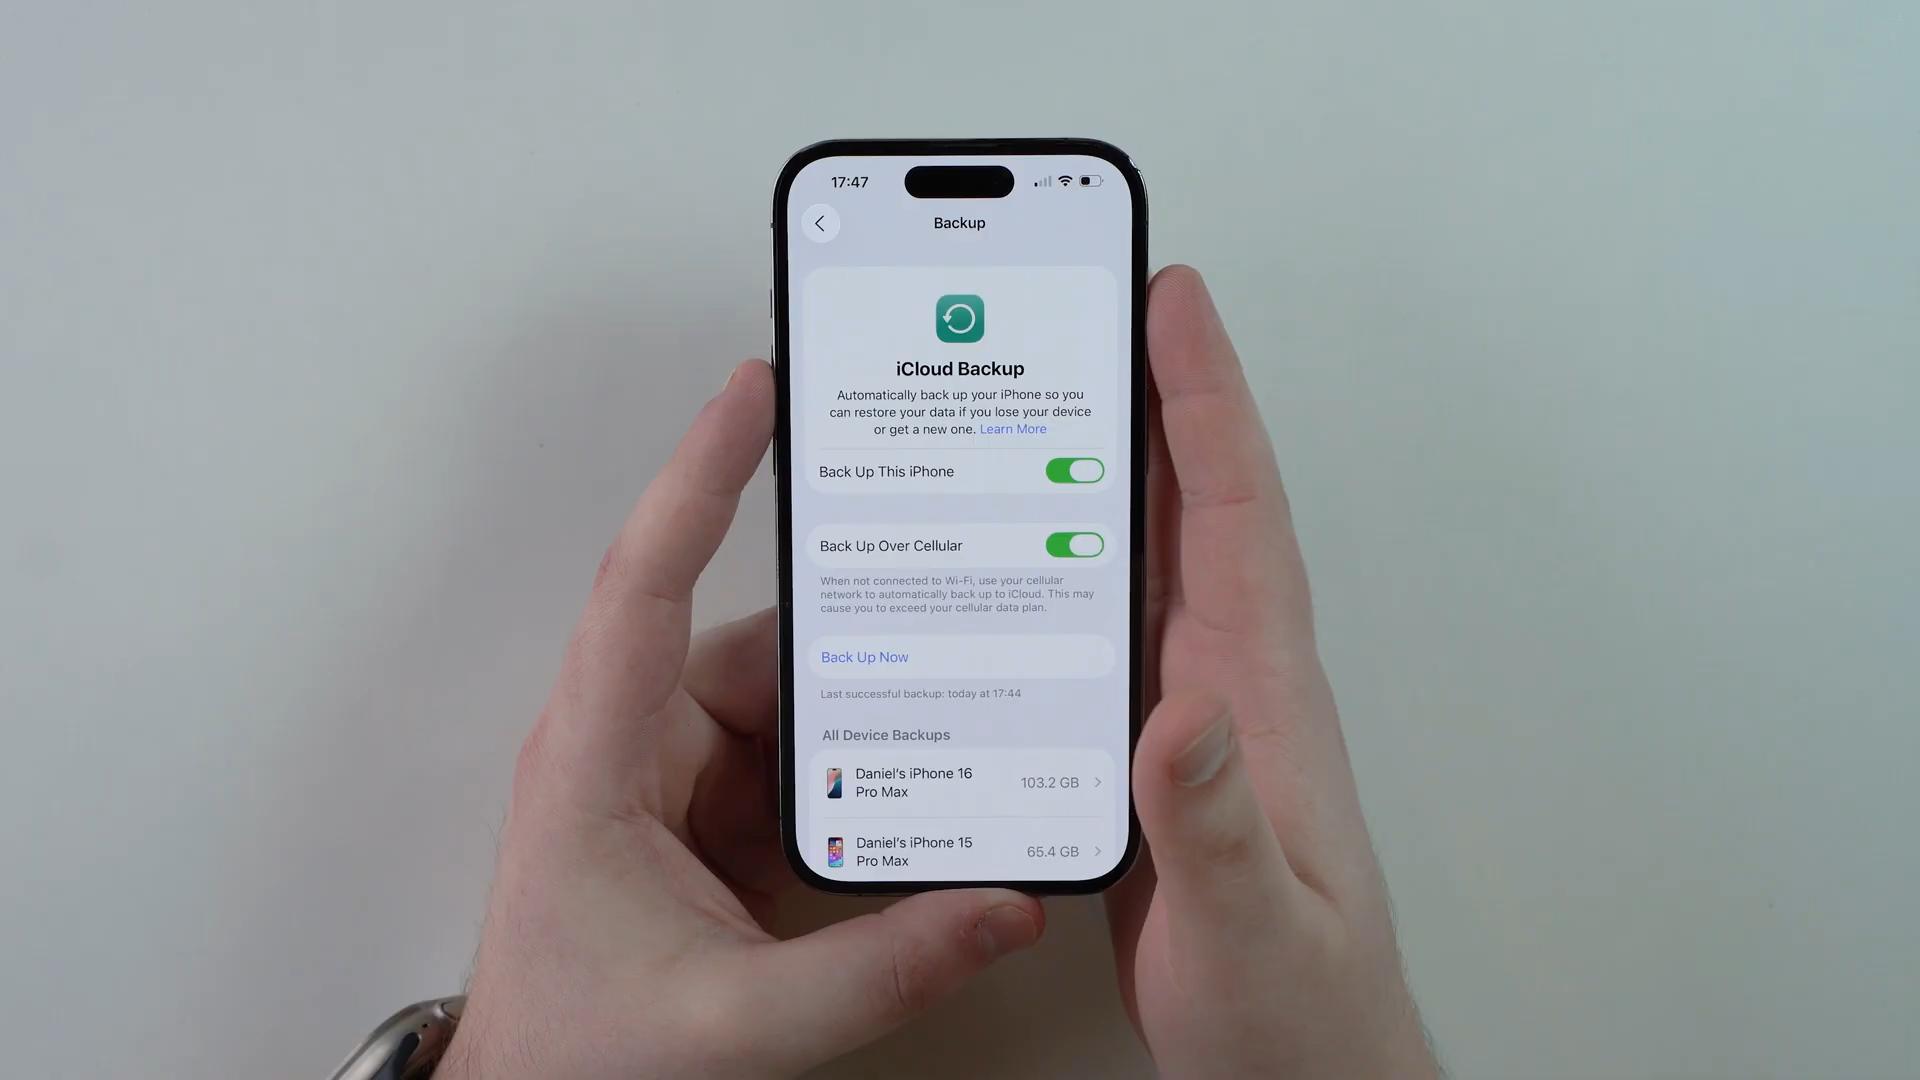 17:47
Backup
iCloud Backup
Automatically back up your iPhone so you
can restore your data if you lose your device
or get a new one. Learn More
Back Up This iPhone
Back Up Over Cellular
When not connected to Wi-Fi, use your cellular
network to automatically back up to iCloud. This may
cause you to exceed your cellular data plan.
Back Up Now
Last successful backup: today at 17:44
All Device Backups
Daniel's iPhone 16
Pro Max
103.2 GB
Daniel's iPhone 15
Pro Max
65.4 GB